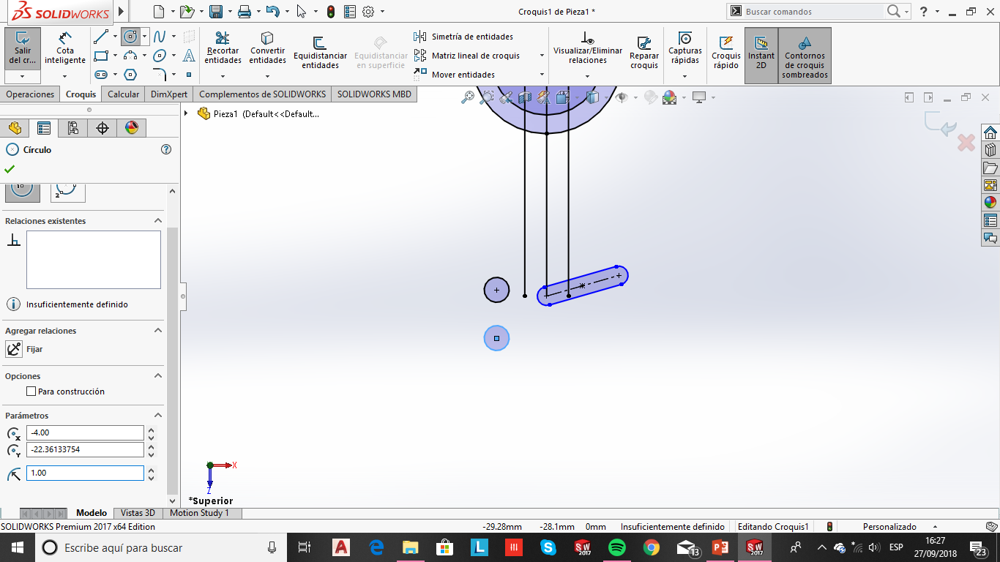 SOLIDWORKS
Croquis1 de Pieza1 *
Buscar comandos
Salir del cr...
Cota inteligente
Recortar entidades
Convertir entidades
Equidistanciar entidades
Equidistanciar en superficie
Simetría de entidades
Matriz lineal de croquis
Mover entidades
Visualizar/Eliminar relaciones
Reparar croquis
Capturas rápidas
Croquis rápido
Instant 2D
Contornos de croquis sombreados
Operaciones
Croquis
Calcular
DimXpert
Complementos de SOLIDWORKS
SOLIDWORKS MBD
Pieza1 (Default<<Default...
Círculo
Relaciones existentes
Insuficientemente definido
Agregar relaciones
Fijar
Opciones
Para construcción
Parámetros
-4.00
-22.36133754
1.00
X
Z
*Superior
Modelo
Vistas 3D
Motion Study 1
SOLIDWORKS Premium 2017 x64 Edition
-29.28mm
-28.1mm
0mm
Insuficientemente definido
Editando Croquis1
Personalizado
Escribe aquí para buscar
13
ESP
16:27
27/09/2018
23